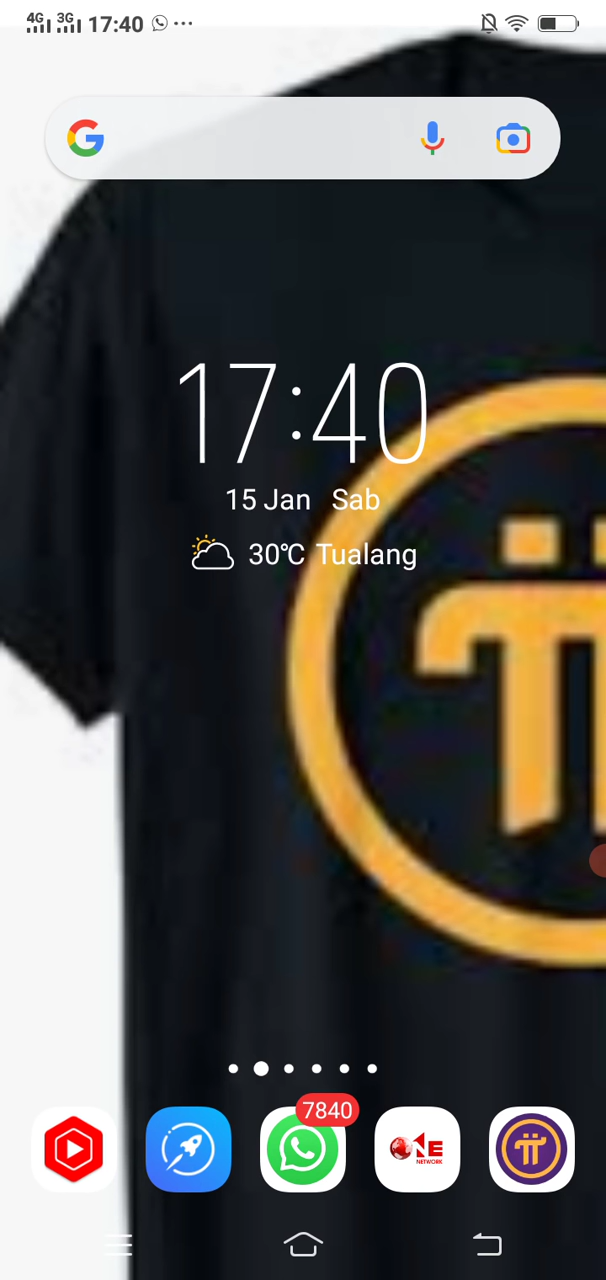 4G 3G 17:40
17:40
15 Jan Sab
30℃ Tualang
7840
NE
NETWORK